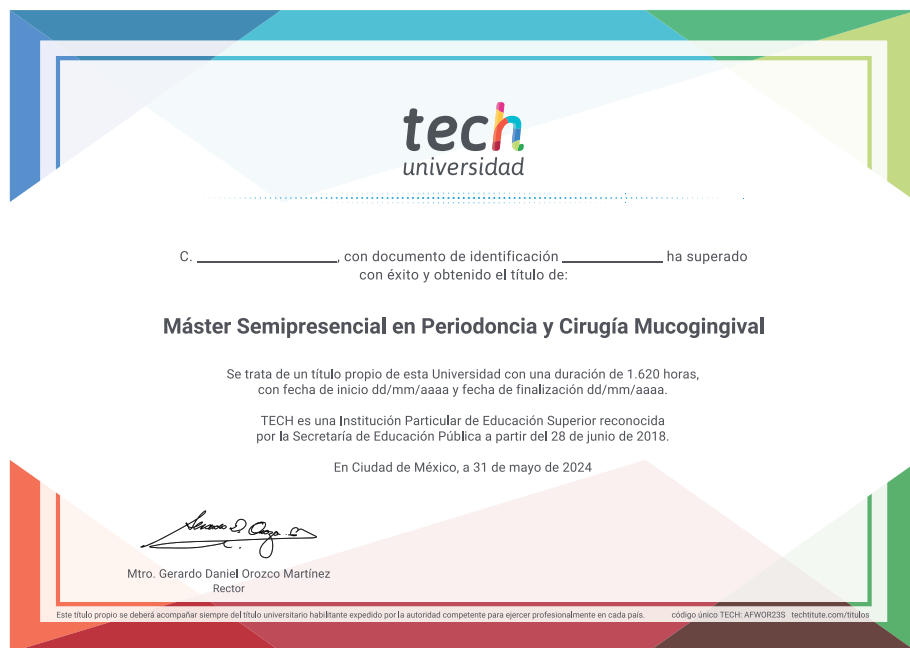 tech
universidad
C. _________________, con documento de identificación ____________ ha superado
con éxito y obtenido el título de:
Máster Semipresencial en Periodoncia y Cirugía Mucogingival
Se trata de un título propio de esta Universidad con una duración de 1.620 horas,
con fecha de inicio dd/mm/aaaa y fecha de finalización dd/mm/aaaa.
TECH es una Institución Particular de Educación Superior reconocida
por la Secretaría de Educación Pública a partir del 28 de junio de 2018.
En Ciudad de México, a 31 de mayo de 2024
Mtro. Gerardo Daniel Orozco Martínez
Rector
Este título propio se deberá acompañar siempre del título universitario habilitante expedido por la autoridad competente para ejercer profesionalmente en cada país. código único TECH: AFWOR23S techtitute.com/titulos